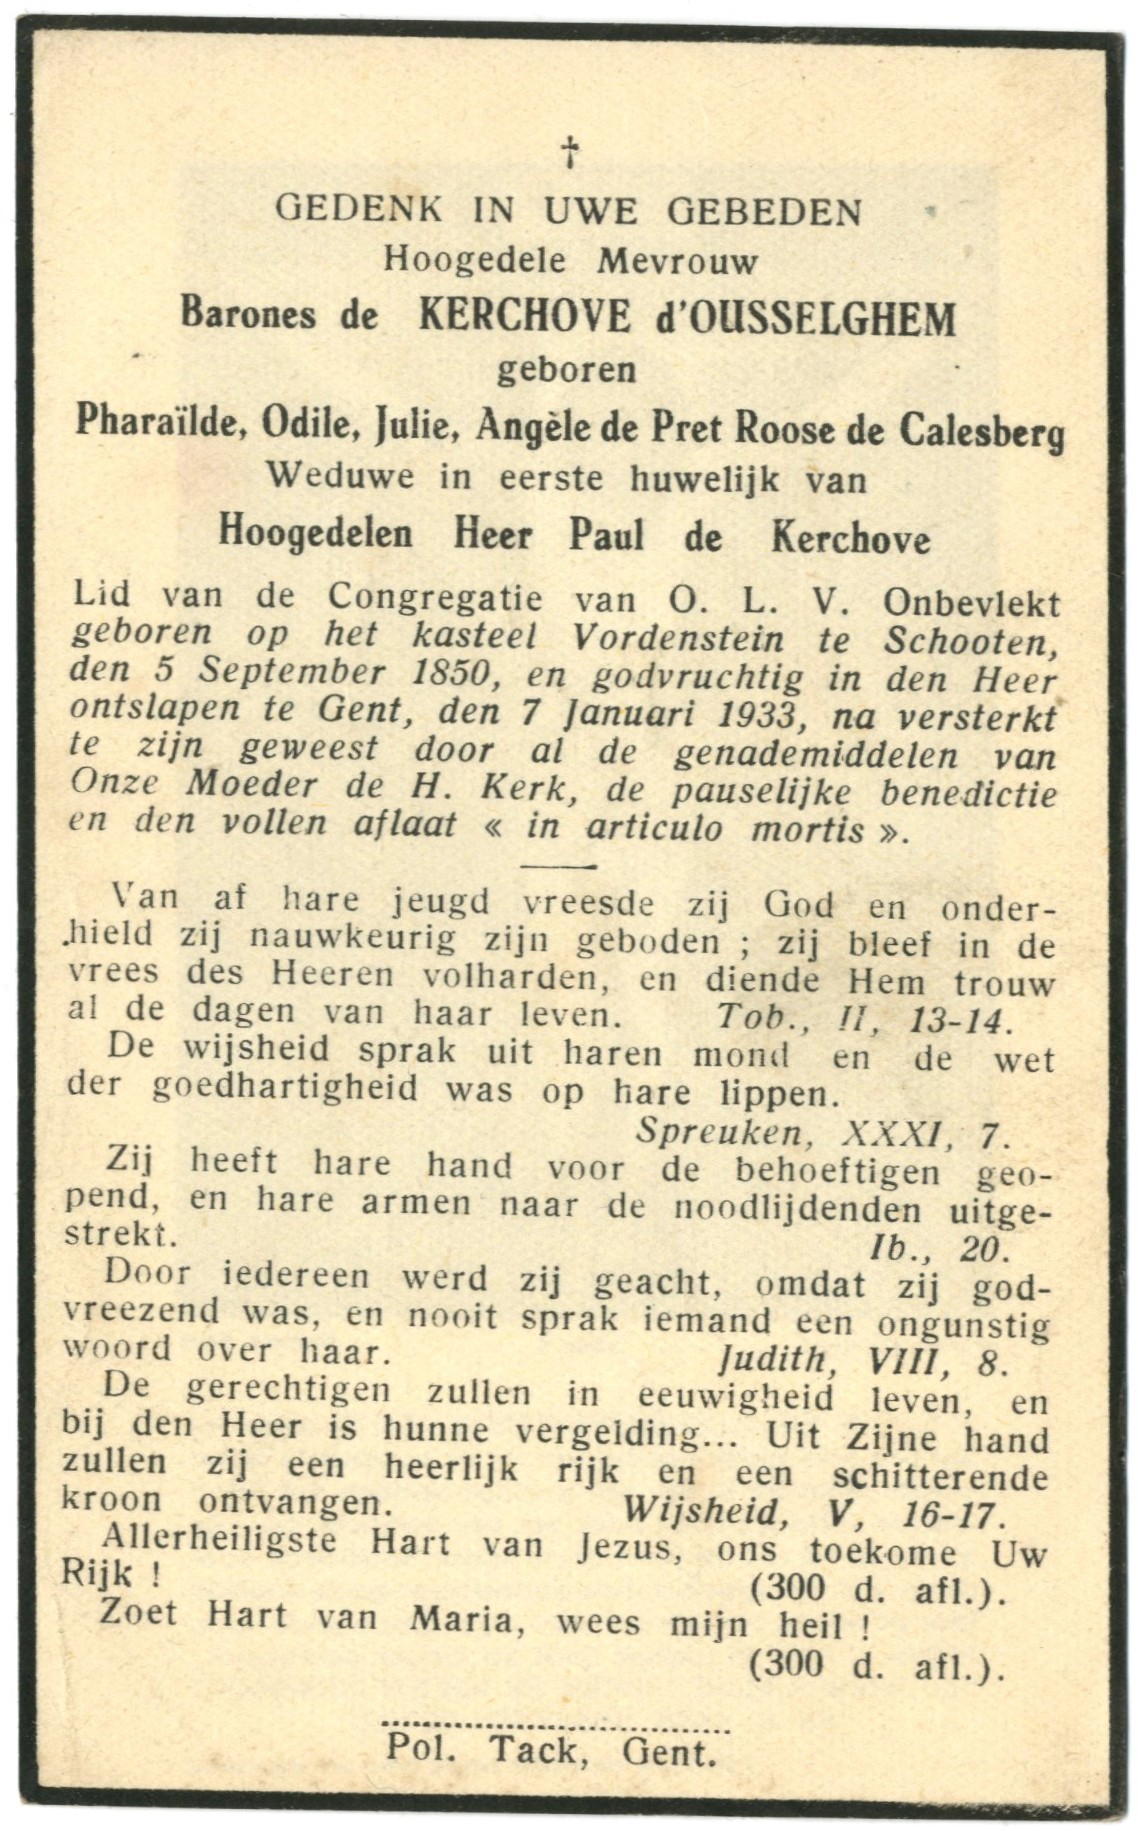 †
GEDENK IN UWE GEBEDEN
Hoogedele Mevrouw
Barones de KERCHOVE d'OUSSELGHEM
geboren
Pharaïlde, Odile, Julie, Angèle de Pret Roose de Calesberg
Weduwe in eerste huwelijk van
Hoogedelen Heer Paul de Kerchove
Lid van de Congregatie van O. L. V. Onbevlekt
geboren op het kasteel Vordenstein te Schooten,
den 5 September 1850, en godvruchtig in den Heer
ontslapen te Gent, den 7 Januari 1933, na versterkt
te zijn geweest door al de genademiddelen van
Onze Moeder de H. Kerk, de pauselijke benedictie
en den vollen aflaat « in articulo mortis ».
Van af hare jeugd vreesde zij God en onder-
hield zij nauwkeurig zijn geboden ; zij bleef in de
vrees des Heeren volharden, en diende Hem trouw
al de dagen van haar leven. Tob., II, 13-14.
De wijsheid sprak uit haren mond en de wet
der goedhartigheid was op hare lippen.
Spreuken, XXXI, 7.
Zij heeft hare hand voor de behoeftigen geo-
pend, en hare armen naar de noodlijdenden uitge-
strekt. Ib., 20.
Door iedereen werd zij geacht, omdat zij god-
vreezend was, en nooit sprak iemand een ongunstig
woord over haar. Judith, VIII, 8.
De gerechtigen zullen in eeuwigheid leven, en
bij den Heer is hunne vergelding... Uit Zijne hand
zullen zij een heerlijk rijk en een schitterende
kroon ontvangen. Wijsheid, V, 16-17.
Allerheiligste Hart van Jezus, ons toekome Uw
Rijk ! (300 d. afl.).
Zoet Hart van Maria, wees mijn heil !
(300 d. afl.).
Pol. Tack, Gent.